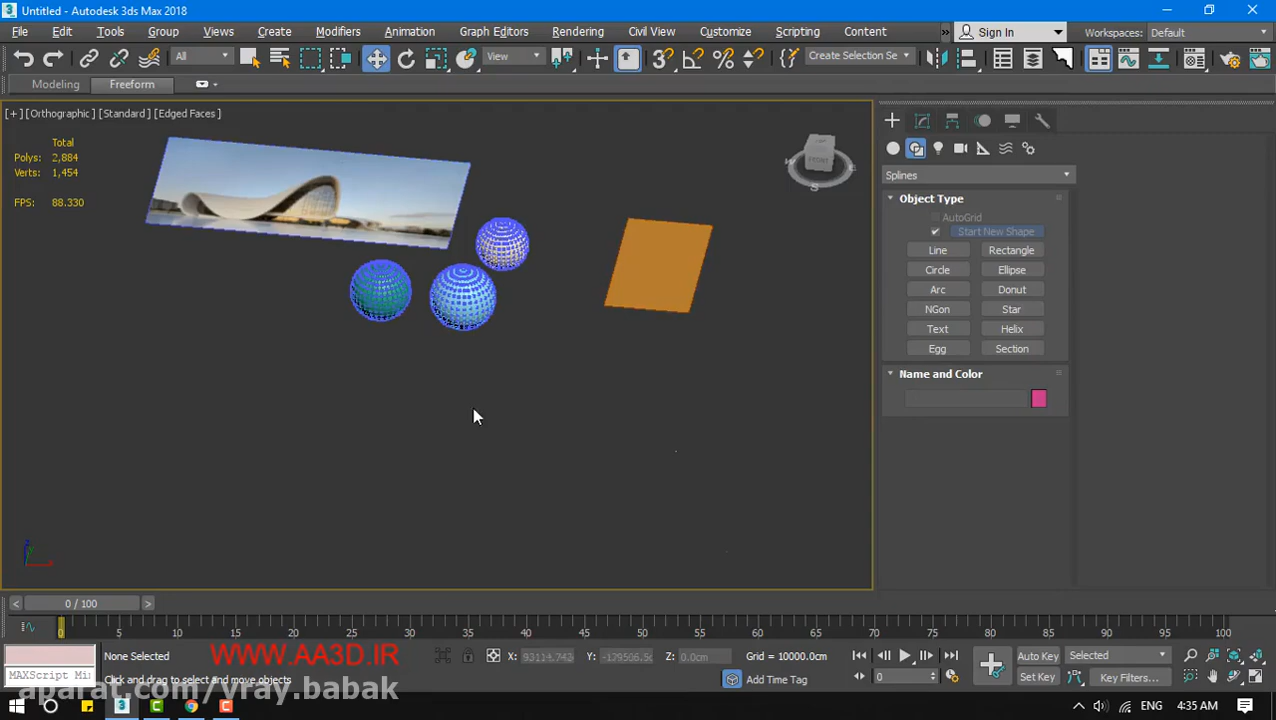 Untitled - Autodesk 3ds Max 2018
File Edit Tools Group Views Create Modifiers Animation Graph Editors Rendering Civil View Customize Scripting Content » Sign In Workspaces: Default
All View Create Selection Se
Modeling Freeform
[+] [Orthographic] [Standard] [Edged Faces]
Total
Polys: 2,884
Verts: 1,454
FPS: 88.330
FRONT
S
Splines
Object Type
AutoGrid
Start New Shape
Line Rectangle
Circle Ellipse
Arc Donut
NGon Star
Text Helix
Egg Section
Name and Color
< 0 / 100 >
0 5 10 15 20 25 30 35 40 45 50 55 60 65 70 75 80 85 90 95 100
None Selected WWW.AA3D.IR X: 93114.743 Y: -179506.5 Z: 0.0cm Grid = 10000.0cm Auto Key Selected
MAXScript Mi Click and drag to select and move objects Add Time Tag 0 Set Key Key Filters...
aparat.com/vray.babak
ENG 4:35 AM